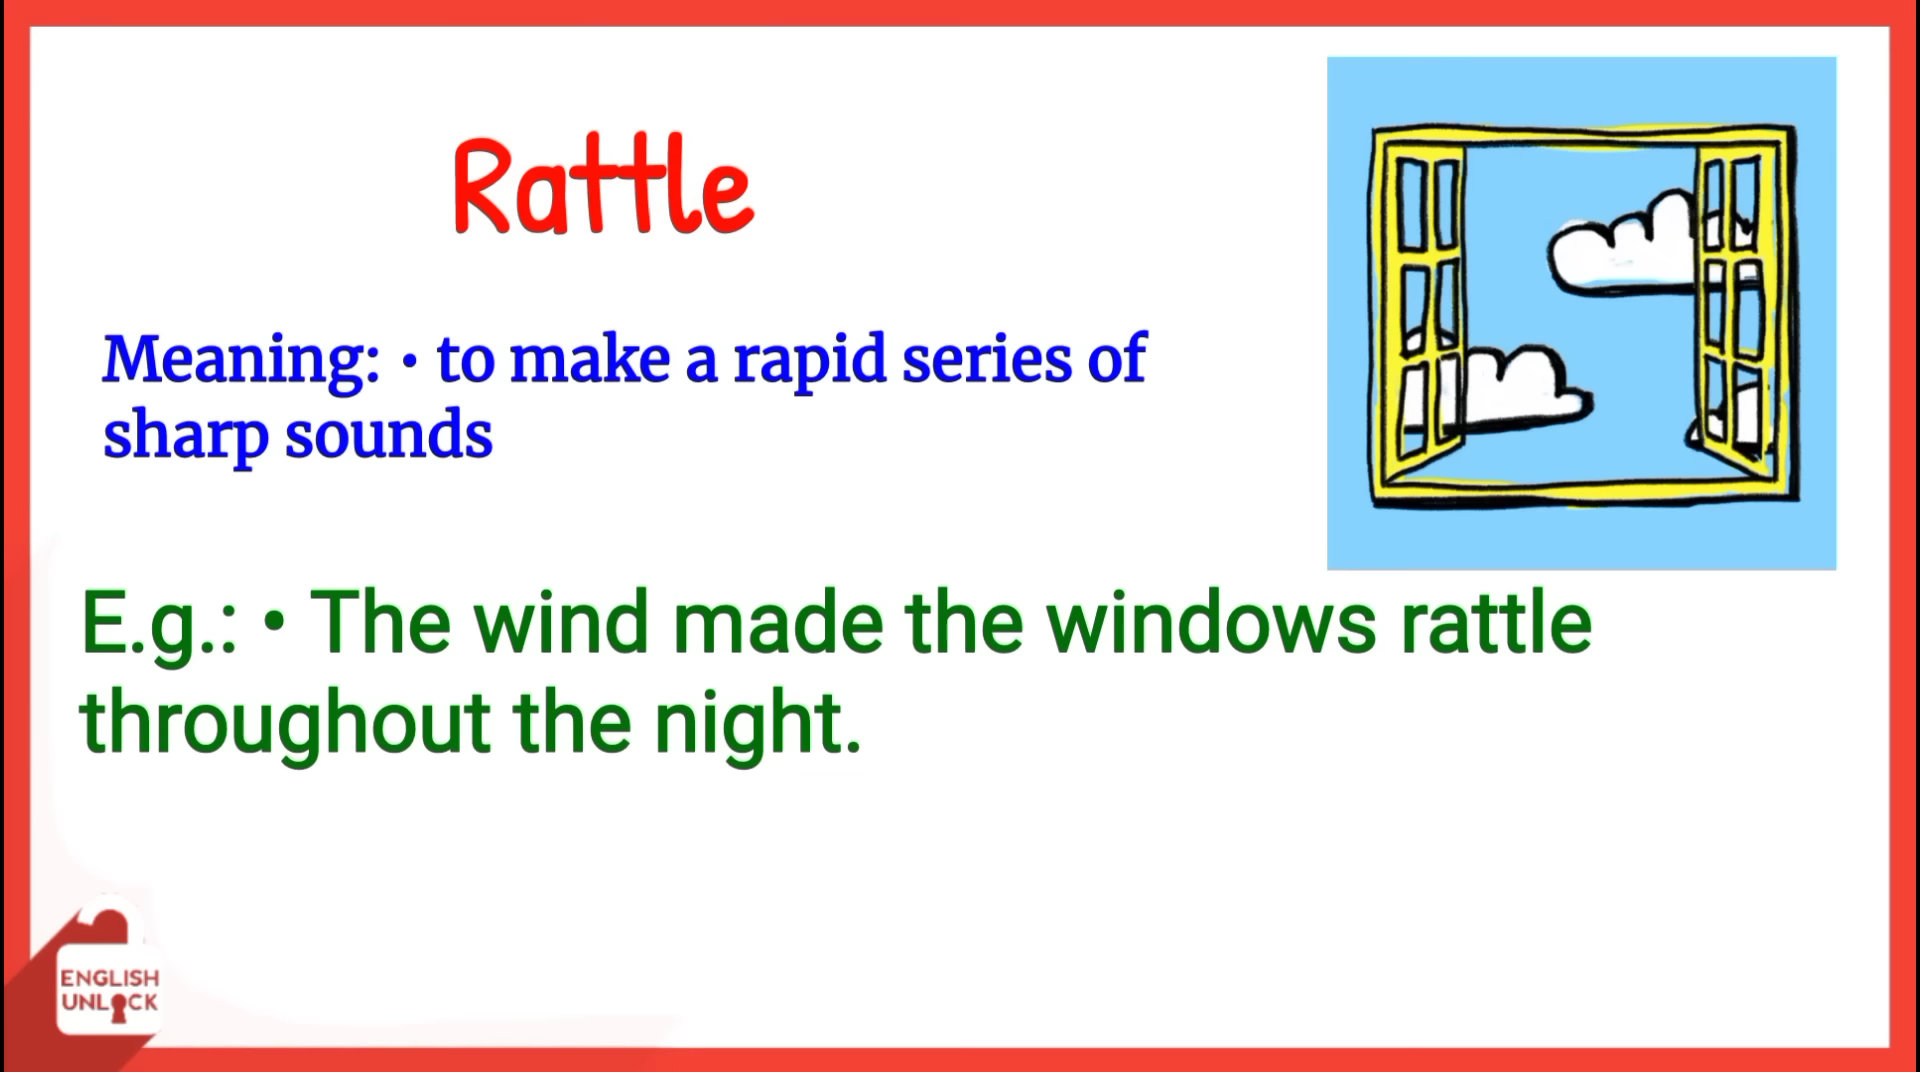 Rattle
Meaning: • to make a rapid series of
sharp sounds
E.g.: • The wind made the windows rattle
throughout the night.
ENGLISH
UNLOCK